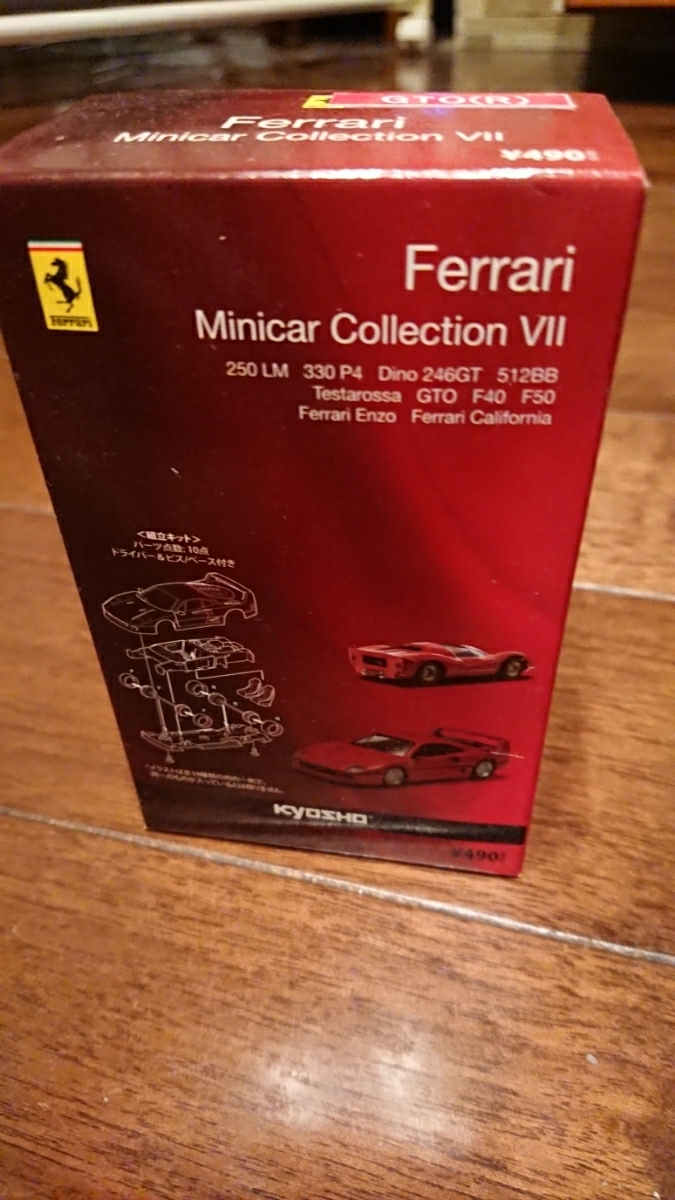 GTO(R)
Ferrari
Minicar Collection VII
¥490
Ferrari
Ferrari
Minicar Collection VII
250 LM 330 P4 Dino 246GT 512BB
Testarossa GTO F40 F50
Ferrari Enzo Ferrari California
<組立キット>
パーツ点数:10点
ドライバー&ビス/ベース付き
KYOSHO
¥490